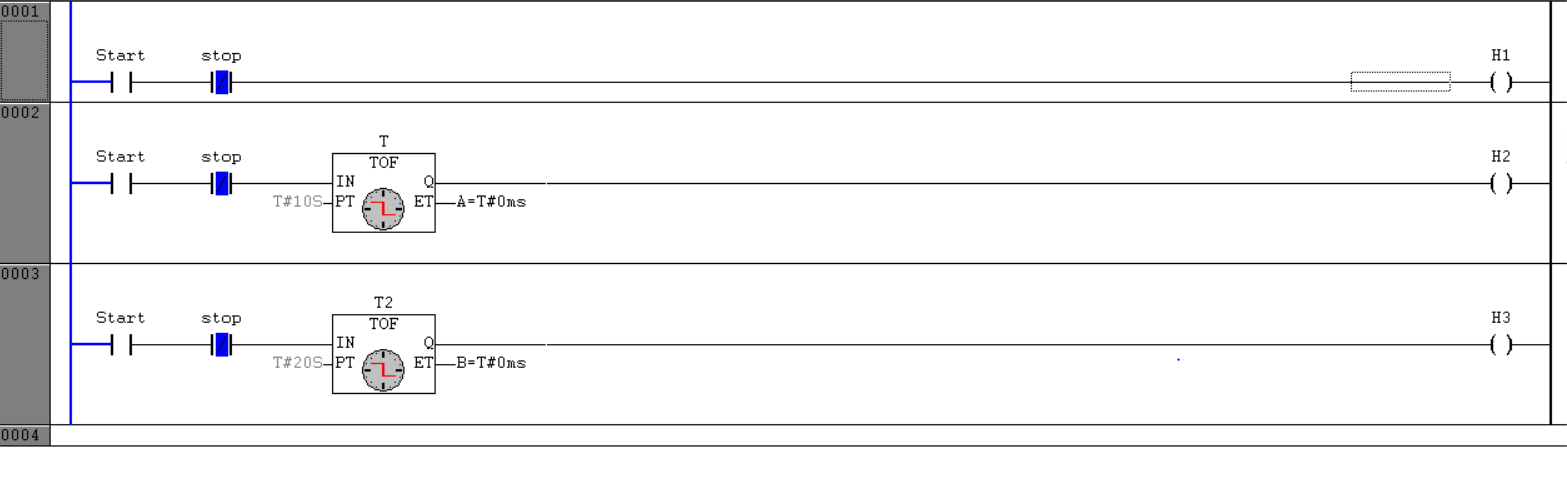 0001
Start stop H1
( )
0002
Start stop T H2
TOF
IN Q ( )
T#10S PT ET A=T#0ms
0003
Start stop T2 H3
TOF
IN Q ( )
T#20S PT ET B=T#0ms
0004